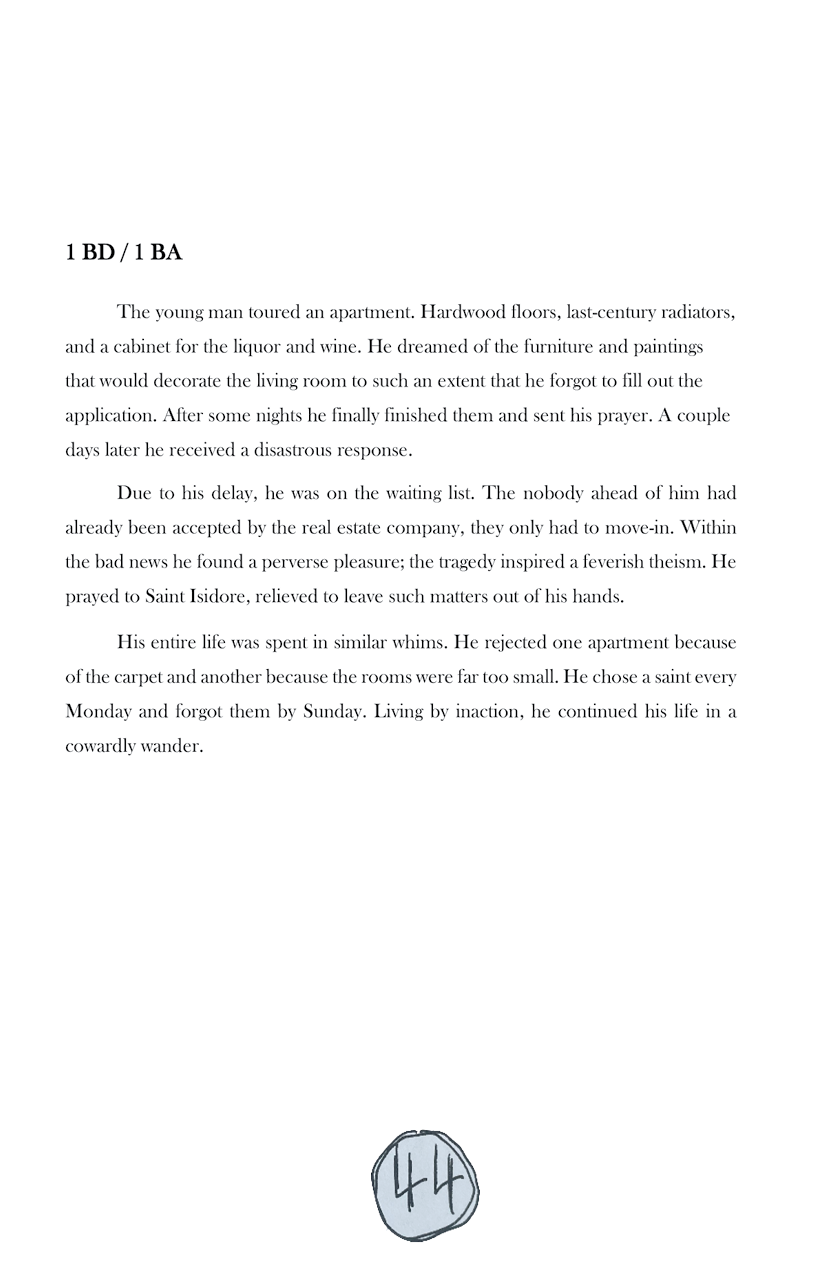 1 BD / 1 BA
The young man toured an apartment. Hardwood floors, last-century radiators,
and a cabinet for the liquor and wine. He dreamed of the furniture and paintings
that would decorate the living room to such an extent that he forgot to fill out the
application. After some nights he finally finished them and sent his prayer. A couple
days later he received a disastrous response.
Due to his delay, he was on the waiting list. The nobody ahead of him had
already been accepted by the real estate company, they only had to move-in. Within
the bad news he found a perverse pleasure; the tragedy inspired a feverish theism. He
prayed to Saint Isidore, relieved to leave such matters out of his hands.
His entire life was spent in similar whims. He rejected one apartment because
of the carpet and another because the rooms were far too small. He chose a saint every
Monday and forgot them by Sunday. Living by inaction, he continued his life in a
cowardly wander.
44